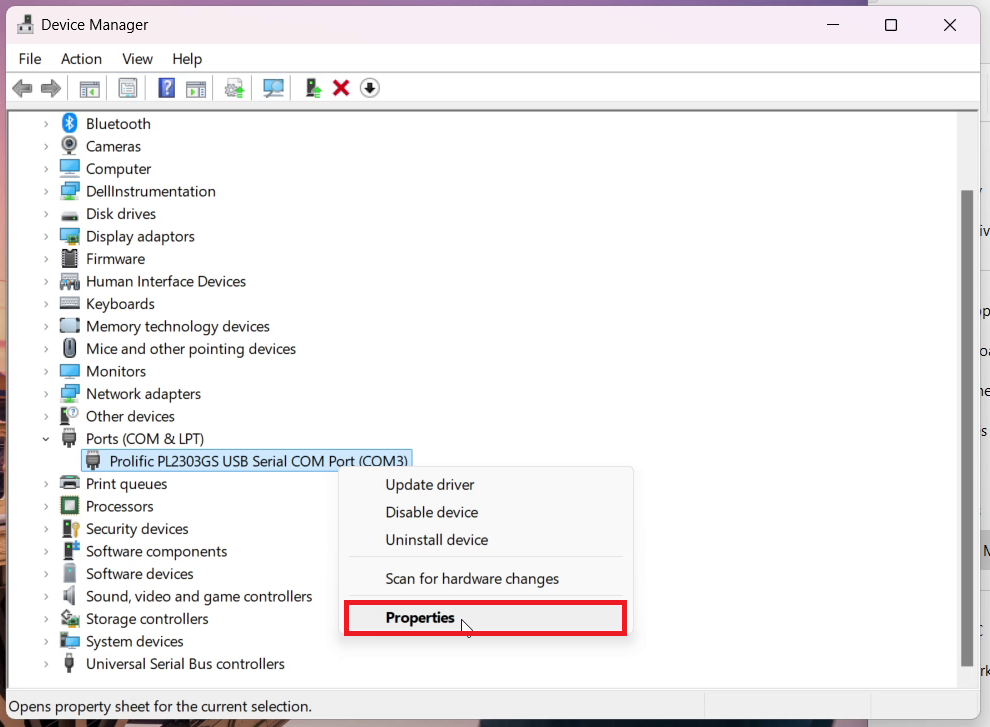 Device Manager
File Action View Help
Bluetooth
Cameras
Computer
DellInstrumentation
Disk drives
Display adaptors
Firmware
Human Interface Devices
Keyboards
Memory technology devices
Mice and other pointing devices
Monitors
Network adapters
Other devices
Ports (COM & LPT)
Prolific PL2303GS USB Serial COM Port (COM3)
Update driver
Disable device
Uninstall device
Scan for hardware changes
Properties
Print queues
Processors
Security devices
Software components
Software devices
Sound, video and game controllers
Storage controllers
System devices
Universal Serial Bus controllers
Opens property sheet for the current selection.